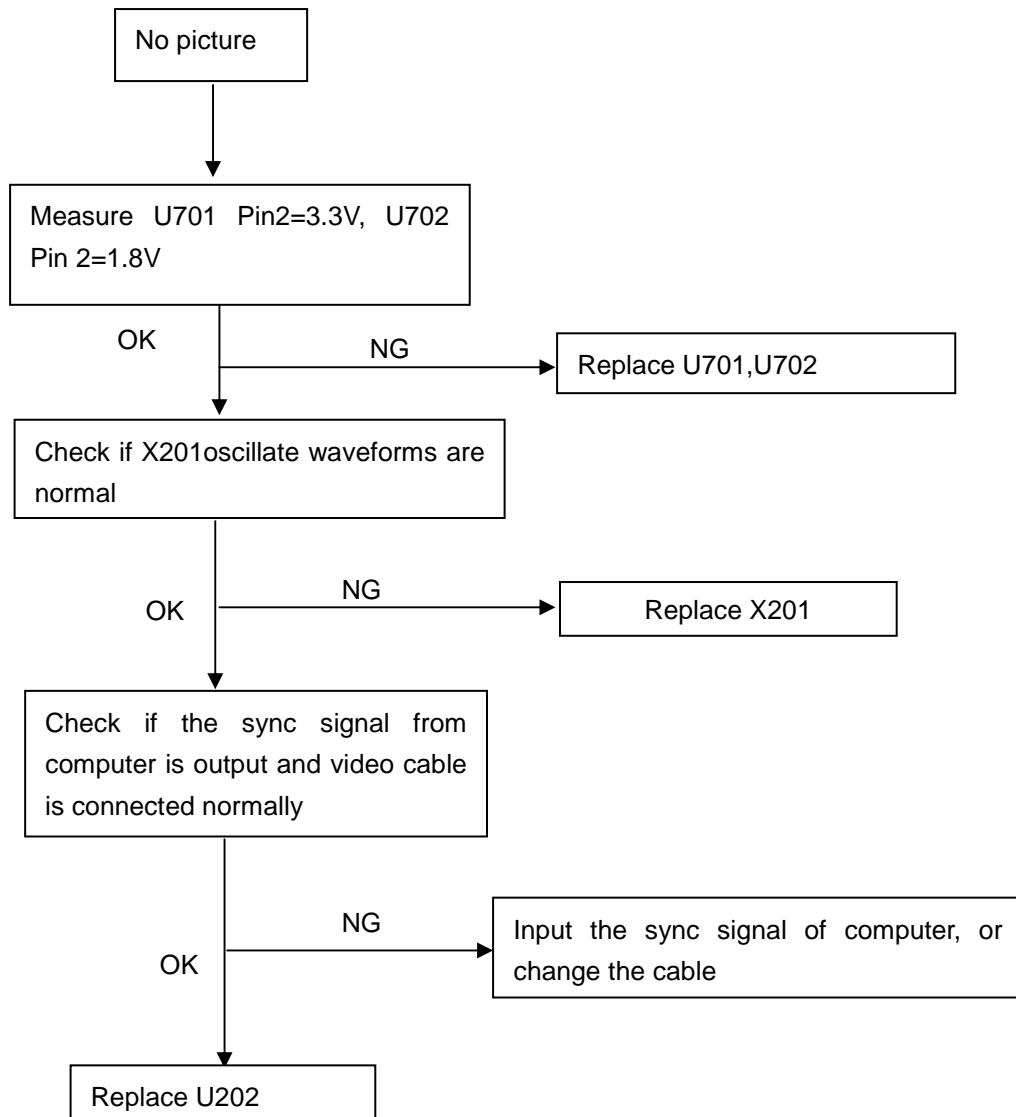 No picture
Measure U701 Pin2=3.3V, U702
Pin 2=1.8V
OK
NG
Replace U701,U702
Check if X201oscillate waveforms are
normal
NG
OK
Replace X201
Check if the sync signal from
computer is output and video cable
is connected normally
NG
OK
Input the sync signal of computer, or
change the cable
Replace U202